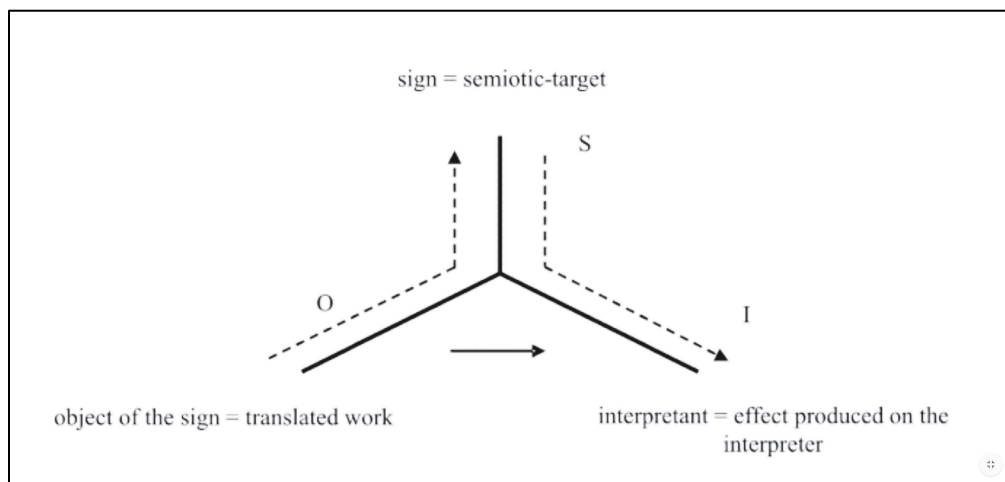 sign = semiotic-target
S
O
I
object of the sign = translated work
interpretant = effect produced on the
interpreter